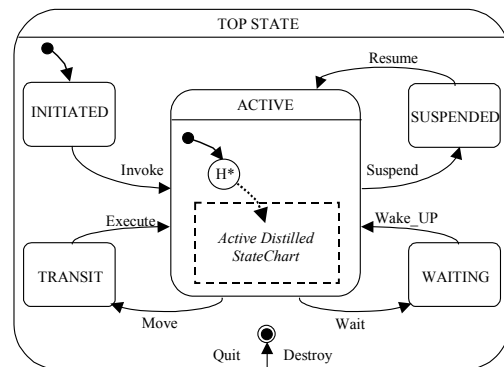 TOP STATE
Resume
INITIATED
ACTIVE
SUSPENDED
Invoke
H*
Suspend
Execute
Wake_UP
Active Distilled
StateChart
TRANSIT
WAITING
Move
Wait
Quit
Destroy